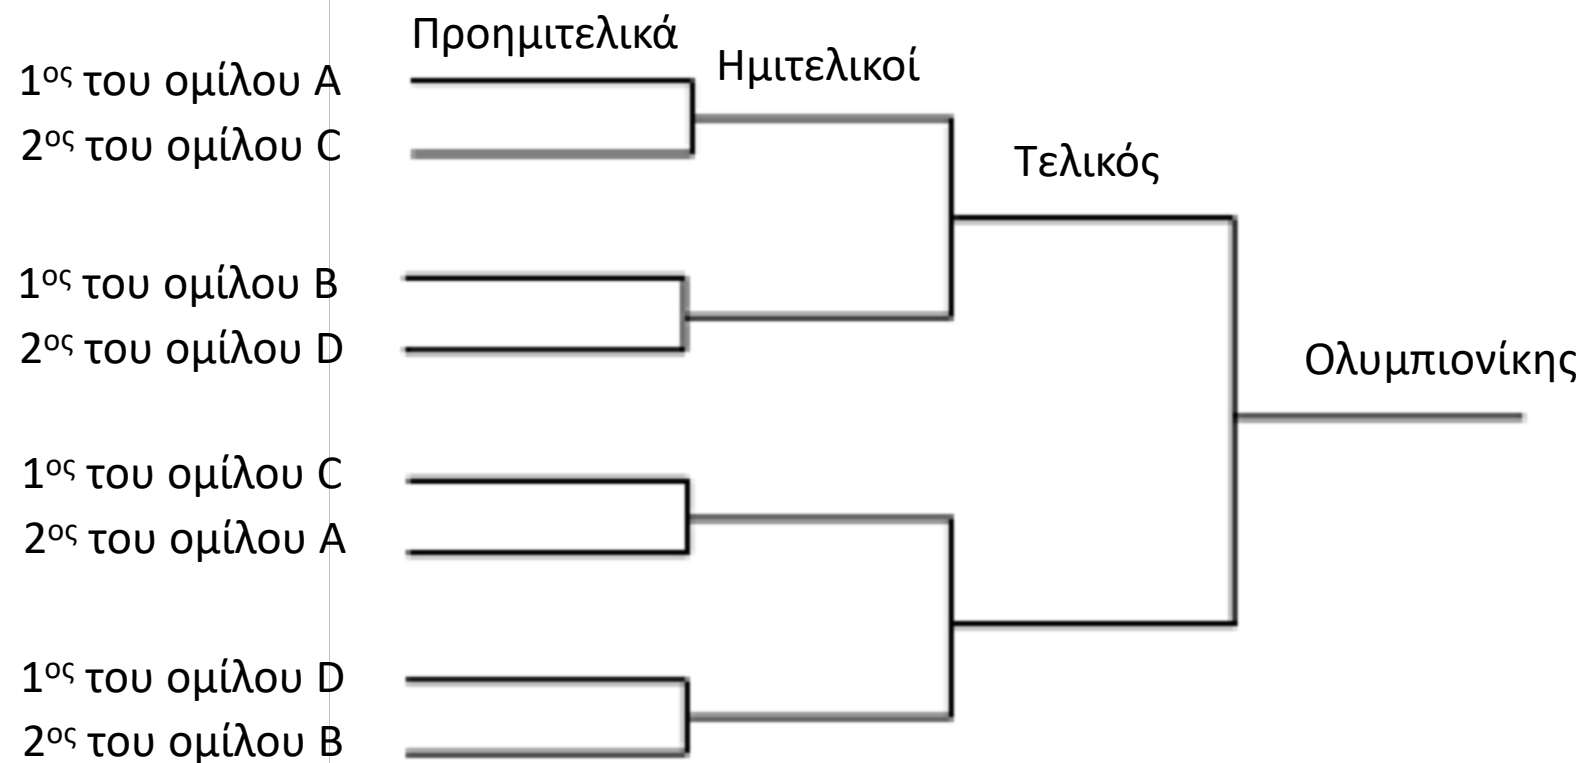 Προημιτελικά
Ημιτελικοί
1ος του ομίλου A
2ος του ομίλου C
Τελικός
1ος του ομίλου B
2ος του ομίλου D
Ολυμπιονίκης
1ος του ομίλου C
2ος του ομίλου A
1ος του ομίλου D
2ος του ομίλου B